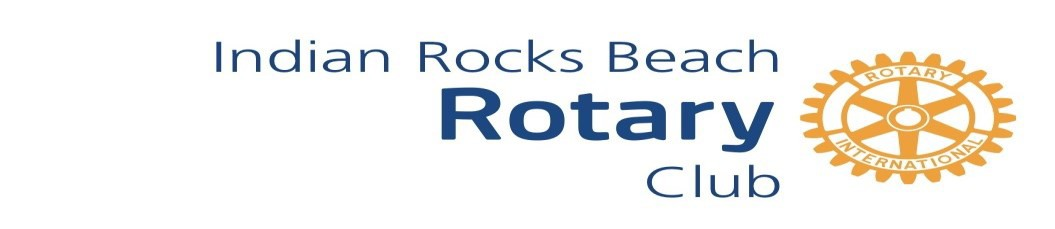 Indian Rocks Beach
Rotary
Club
ROTARY
INTERNATIONAL